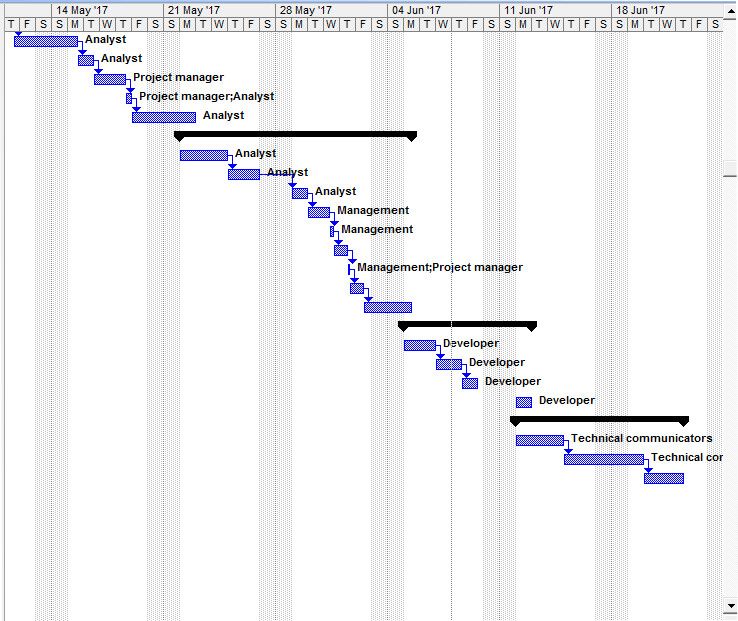 14 May '17 21 May '17 28 May '17 04 Jun '17 11 Jun '17 18 Jun '17
T F S S M T W T F S S M T W T F S S M T W T F S S M T W T F S S M T W T F S S M T W T F S
Analyst
Analyst
Project manager
Project manager;Analyst
Analyst
Analyst
Analyst
Analyst
Management
Management
Management;Project manager
Developer
Developer
Developer
Developer
Technical communicators
Technical cor